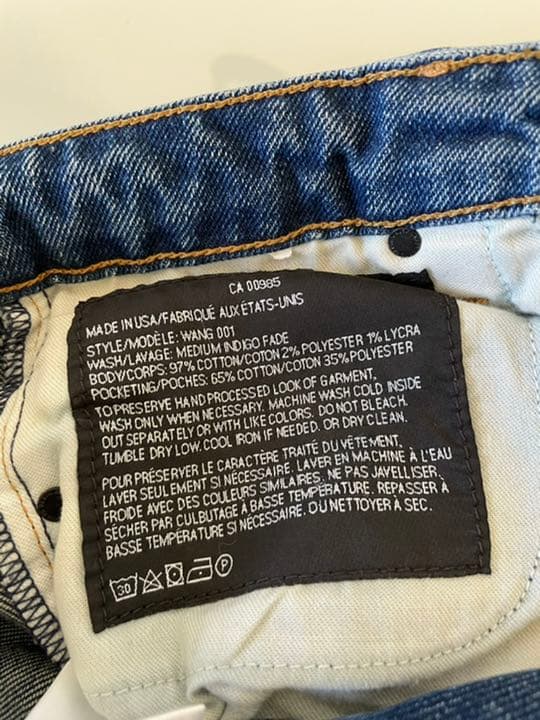 CA 00985
MADE IN USA/FABRIQUÉ AUX ÉTATS-UNIS
STYLE/MODÈLE: WANG 001
WASH/LAVAGE: MEDIUM INDIGO FADE
BODY/CORPS: 97% COTTON/COTON 2% POLYESTER 1% LYCRA
POCKETING/POCHES: 65% COTTON/COTON 35% POLYESTER
TO PRESERVE HAND PROCESSED LOOK OF GARMENT.
WASH ONLY WHEN NECESSARY. MACHINE WASH COLD INSIDE
OUT SEPARATELY OR WITH LIKE COLORS. DO NOT BLEACH.
TUMBLE DRY LOW. COOL IRON IF NEEDED. OR DRY CLEAN.
POUR PRÉSERVER LE CARACTÈRE TRAITÉ DU VÊTEMENT.
LAVER SEULEMENT SI NÉCESSAIRE. LAVER EN MACHINE À L'EAU
FROIDE AVEC DES COULEURS SIMILAIRES. NE PAS JAVELLISER.
SÉCHER PAR CULBUTAGE À BASSE TEMPÉRATURE. REPASSER À
BASSE TEMPÉRATURE SI NÉCESSAIRE. OU NETTOYER À SEC.
30 P